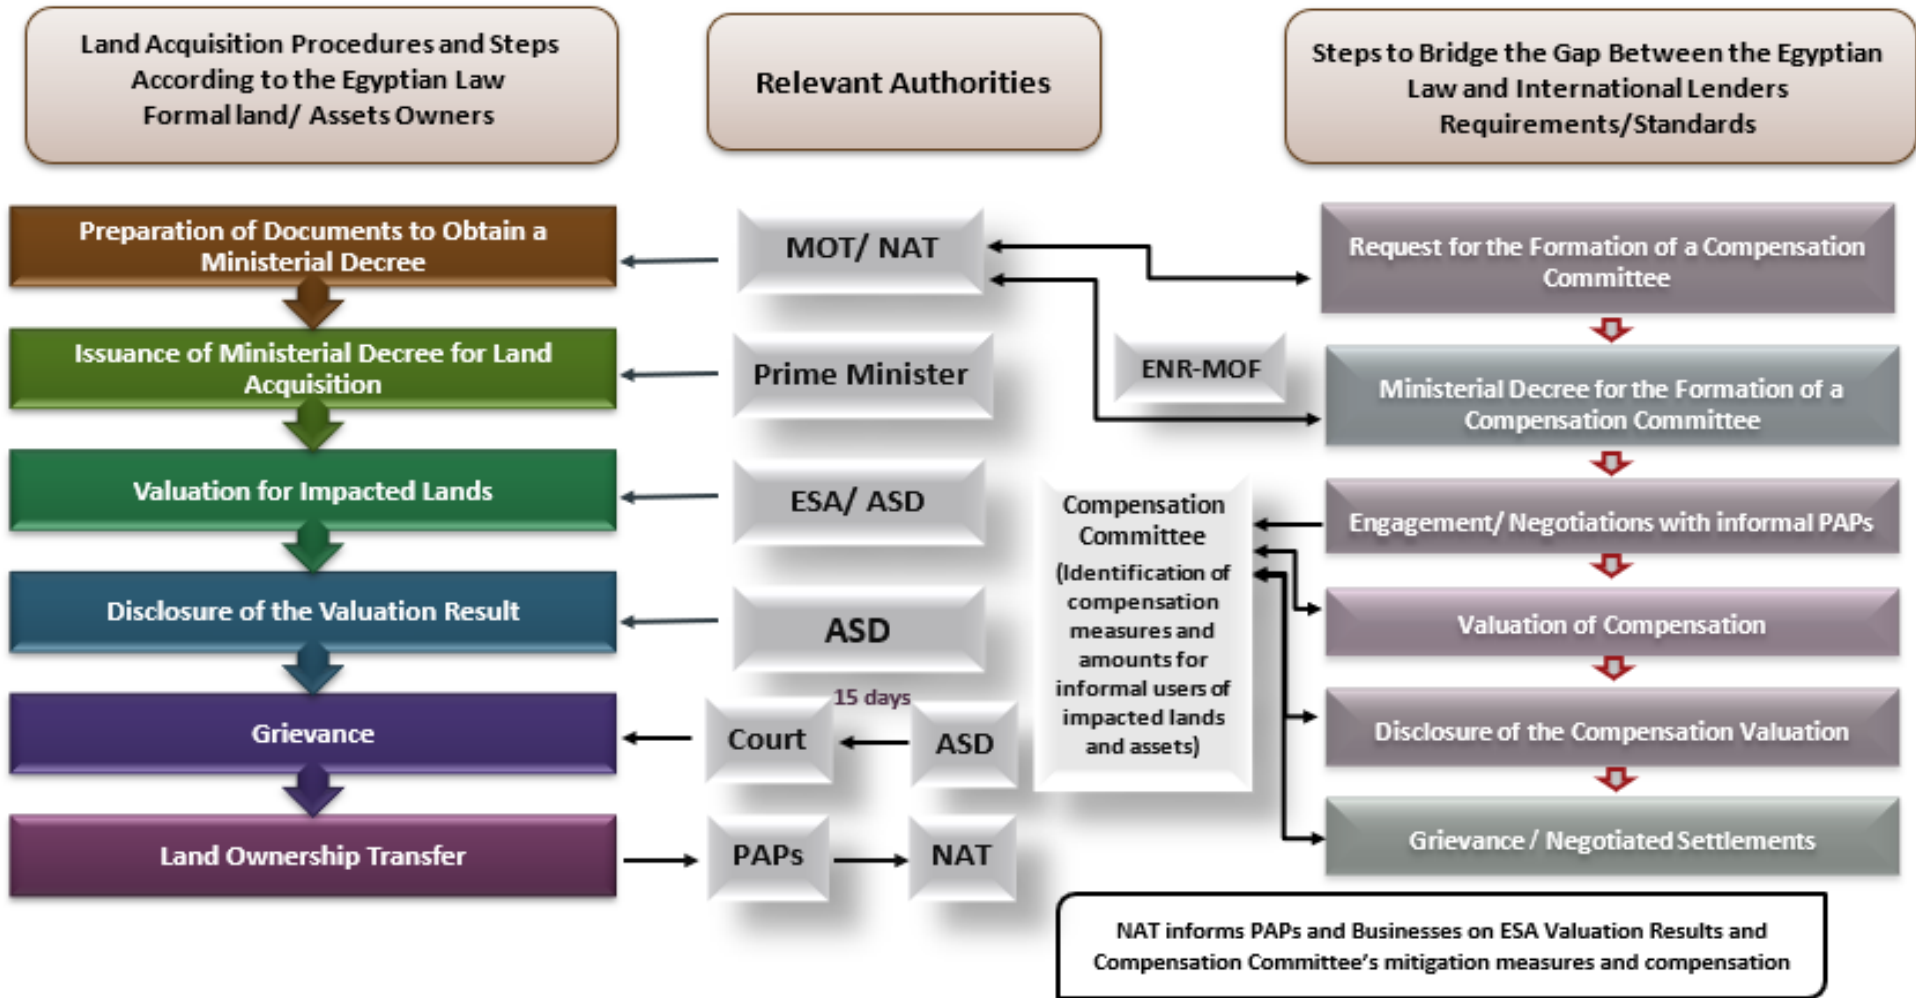 Land Acquisition Procedures and Steps
According to the Egyptian Law
Formal land/ Assets Owners
Relevant Authorities
Steps to Bridge the Gap Between the Egyptian
Law and International Lenders
Requirements/Standards
Preparation of Documents to Obtain a
Ministerial Decree
Issuance of Ministerial Decree for Land
Acquisition
Valuation for Impacted Lands
Disclosure of the Valuation Result
Grievance
Land Ownership Transfer
MOT/ NAT
Prime Minister
ESA/ ASD
ASD
15 days
Court
ASD
PAPs
NAT
ENR-MOF
Compensation
Committee
(Identification of
compensation
measures and
amounts for
informal users of
impacted lands
and assets)
Request for the Formation of a Compensation
Committee
Ministerial Decree for the Formation of a
Compensation Committee
Engagement/ Negotiations with informal PAPs
Valuation of Compensation
Disclosure of the Compensation Valuation
Grievance / Negotiated Settlements
NAT informs PAPs and Businesses on ESA Valuation Results and
Compensation Committee's mitigation measures and compensation